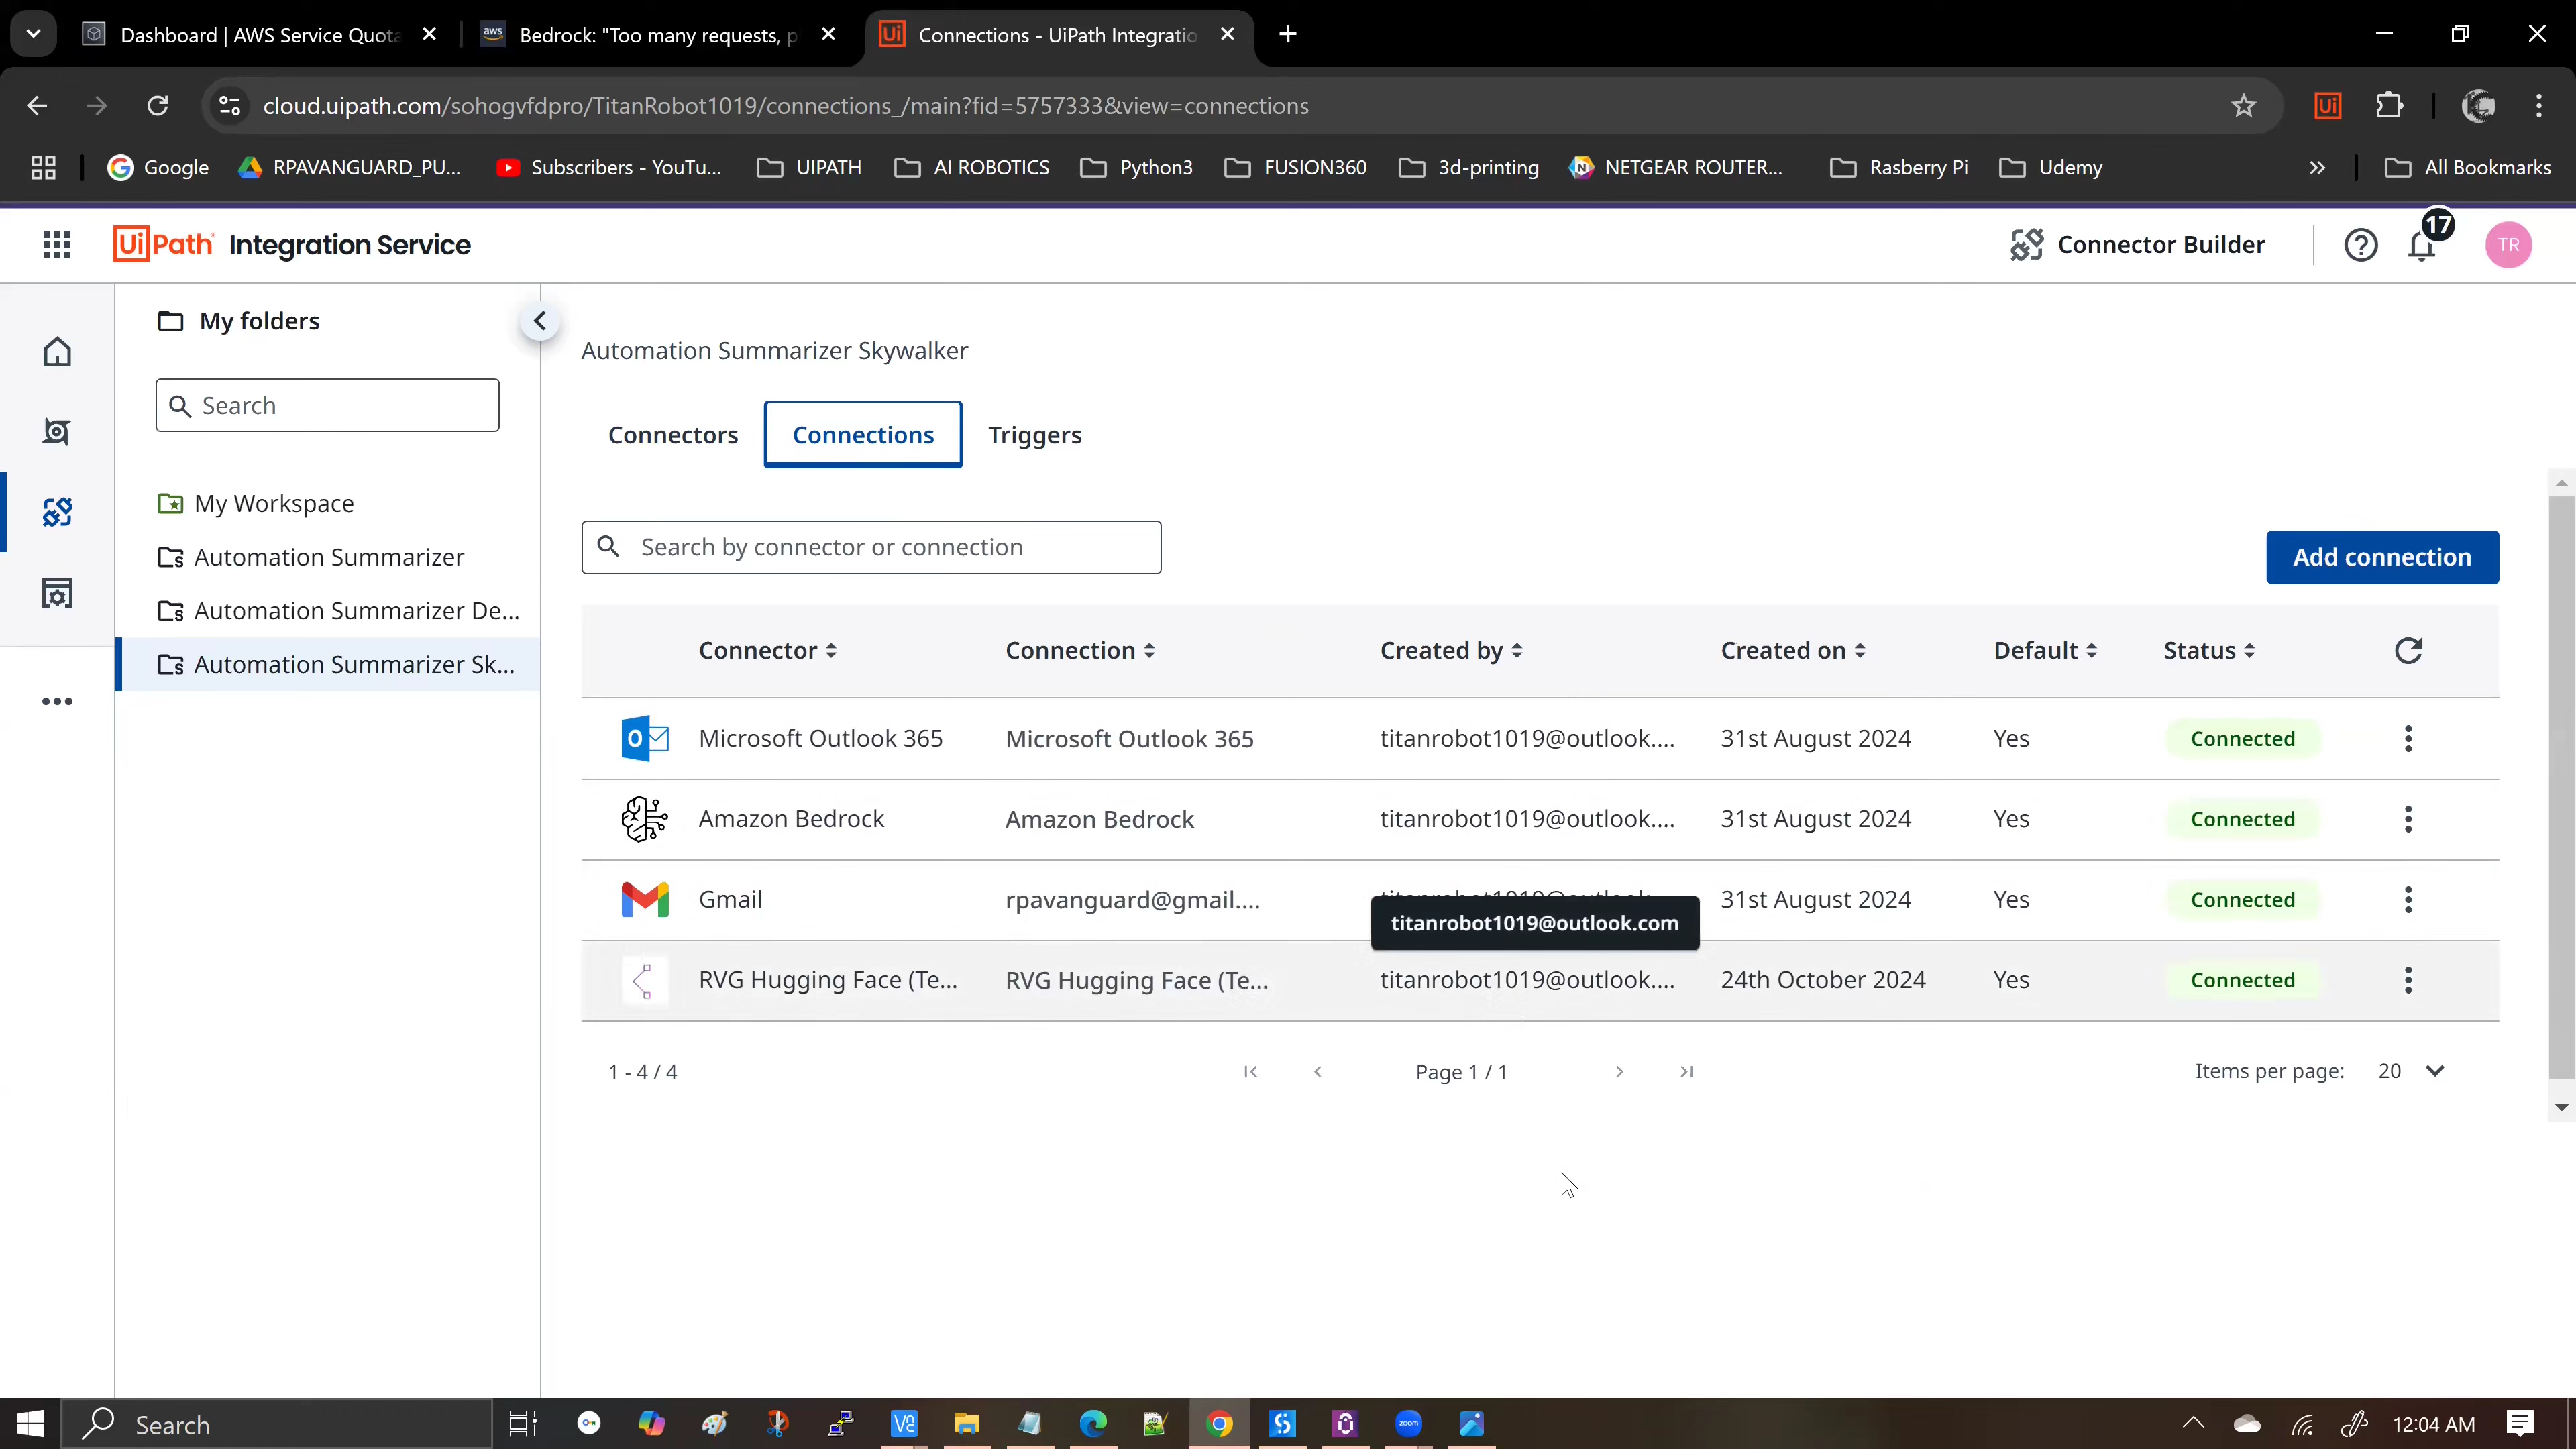 Dashboard | AWS Service Quota
Bedrock: "Too many requests, p
Connections - UiPath Integratio
cloud.uipath.com/sohogvfdpro/TitanRobot1019/connections_/main?fid=5757333&view=connections
Google
RPAVANGUARD_PU...
Subscribers - YouTu...
UIPATH
AI ROBOTICS
Python3
FUSION360
3d-printing
NETGEAR ROUTER...
Rasberry Pi
Udemy
All Bookmarks
UiPath Integration Service
Connector Builder
17
TR
My folders
Search
My Workspace
Automation Summarizer
Automation Summarizer De...
Automation Summarizer Sk...
Automation Summarizer Skywalker
Connectors Connections Triggers
Search by connector or connection
Add connection
Connector Connection Created by Created on Default Status
Microsoft Outlook 365 Microsoft Outlook 365 titanrobot1019@outlook.... 31st August 2024 Yes Connected
Amazon Bedrock Amazon Bedrock titanrobot1019@outlook.... 31st August 2024 Yes Connected
Gmail rpavanguard@gmail.... 31st August 2024 Yes Connected
titanrobot1019@outlook.com
RVG Hugging Face (Te... RVG Hugging Face (Te... titanrobot1019@outlook.... 24th October 2024 Yes Connected
1 - 4 / 4
Page 1 / 1
Items per page: 20
Search
12:04 AM